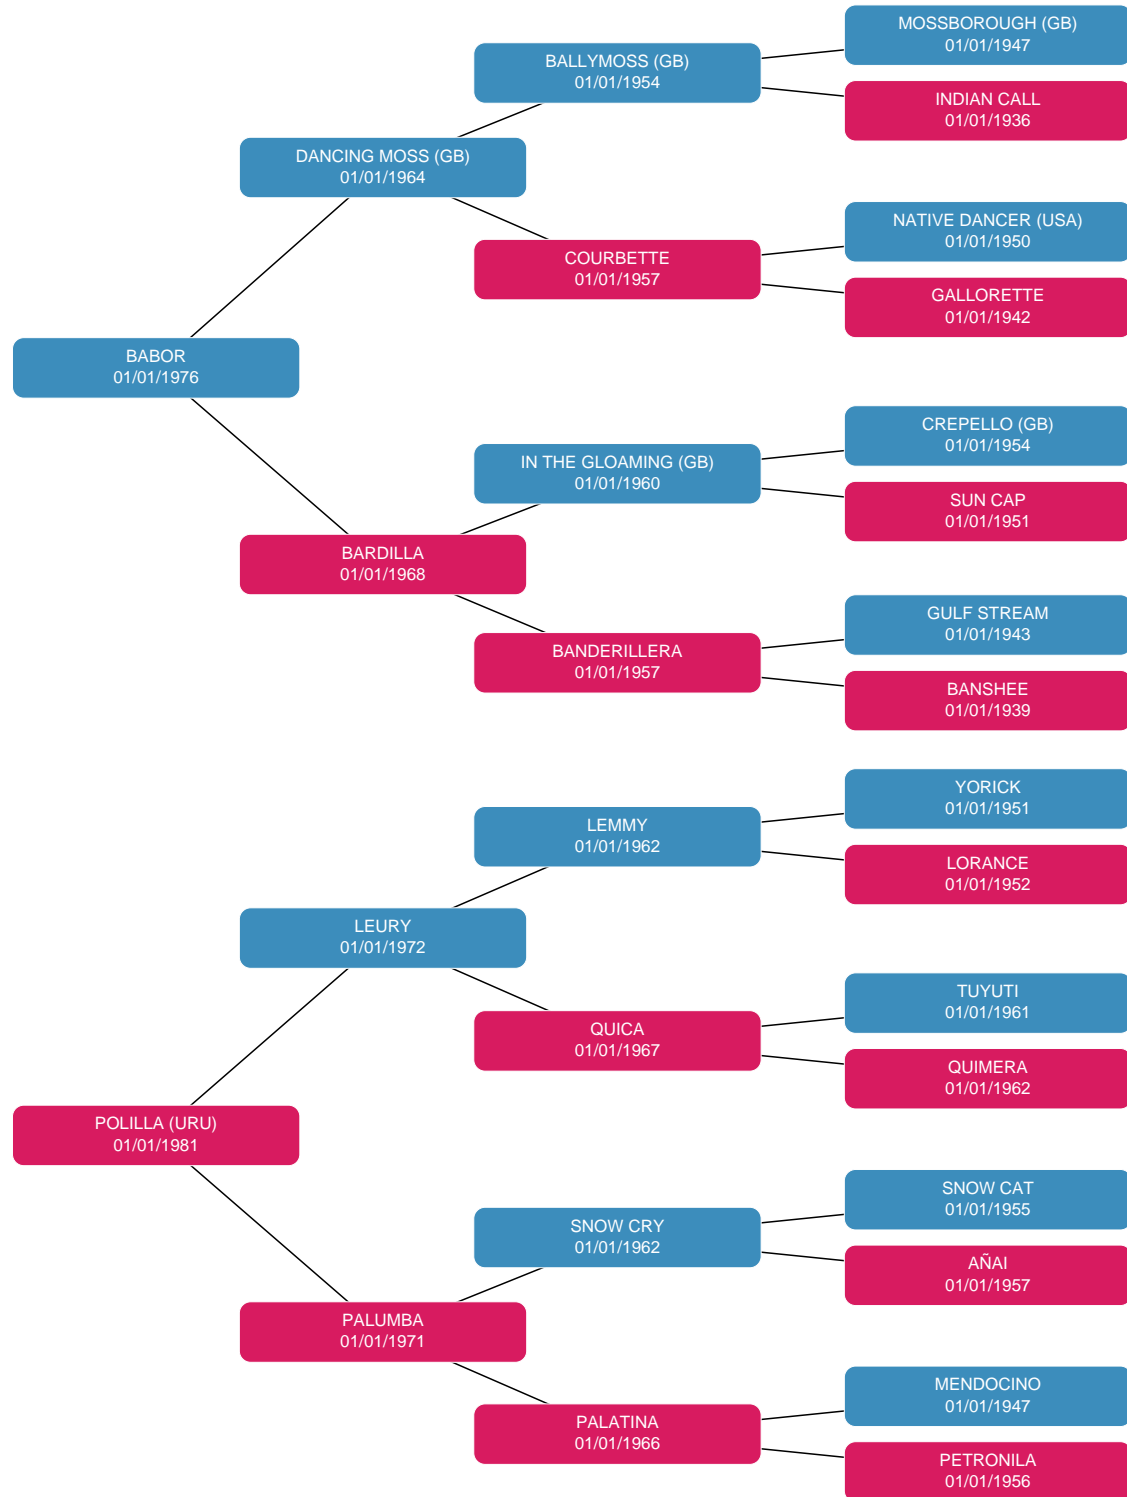 MOSSBOROUGH (GB)
01/01/1947
BALLYMOSS (GB)
01/01/1954
INDIAN CALL
01/01/1936
DANCING MOSS (GB)
01/01/1964
NATIVE DANCER (USA)
01/01/1950
COURBETTE
01/01/1957
GALLORETTE
01/01/1942
BABOR
01/01/1976
CREPELLO (GB)
01/01/1954
IN THE GLOAMING (GB)
01/01/1960
SUN CAP
01/01/1951
BARDILLA
01/01/1968
GULF STREAM
01/01/1943
BANDERILLERA
01/01/1957
BANSHEE
01/01/1939
YORICK
01/01/1951
LEMMY
01/01/1962
LORANCE
01/01/1952
LEURY
01/01/1972
TUYUTI
01/01/1961
QUICA
01/01/1967
QUIMERA
01/01/1962
POLILLA (URU)
01/01/1981
SNOW CAT
01/01/1955
SNOW CRY
01/01/1962
AÑAI
01/01/1957
PALUMBA
01/01/1971
MENDOCINO
01/01/1947
PALATINA
01/01/1966
PETRONILA
01/01/1956